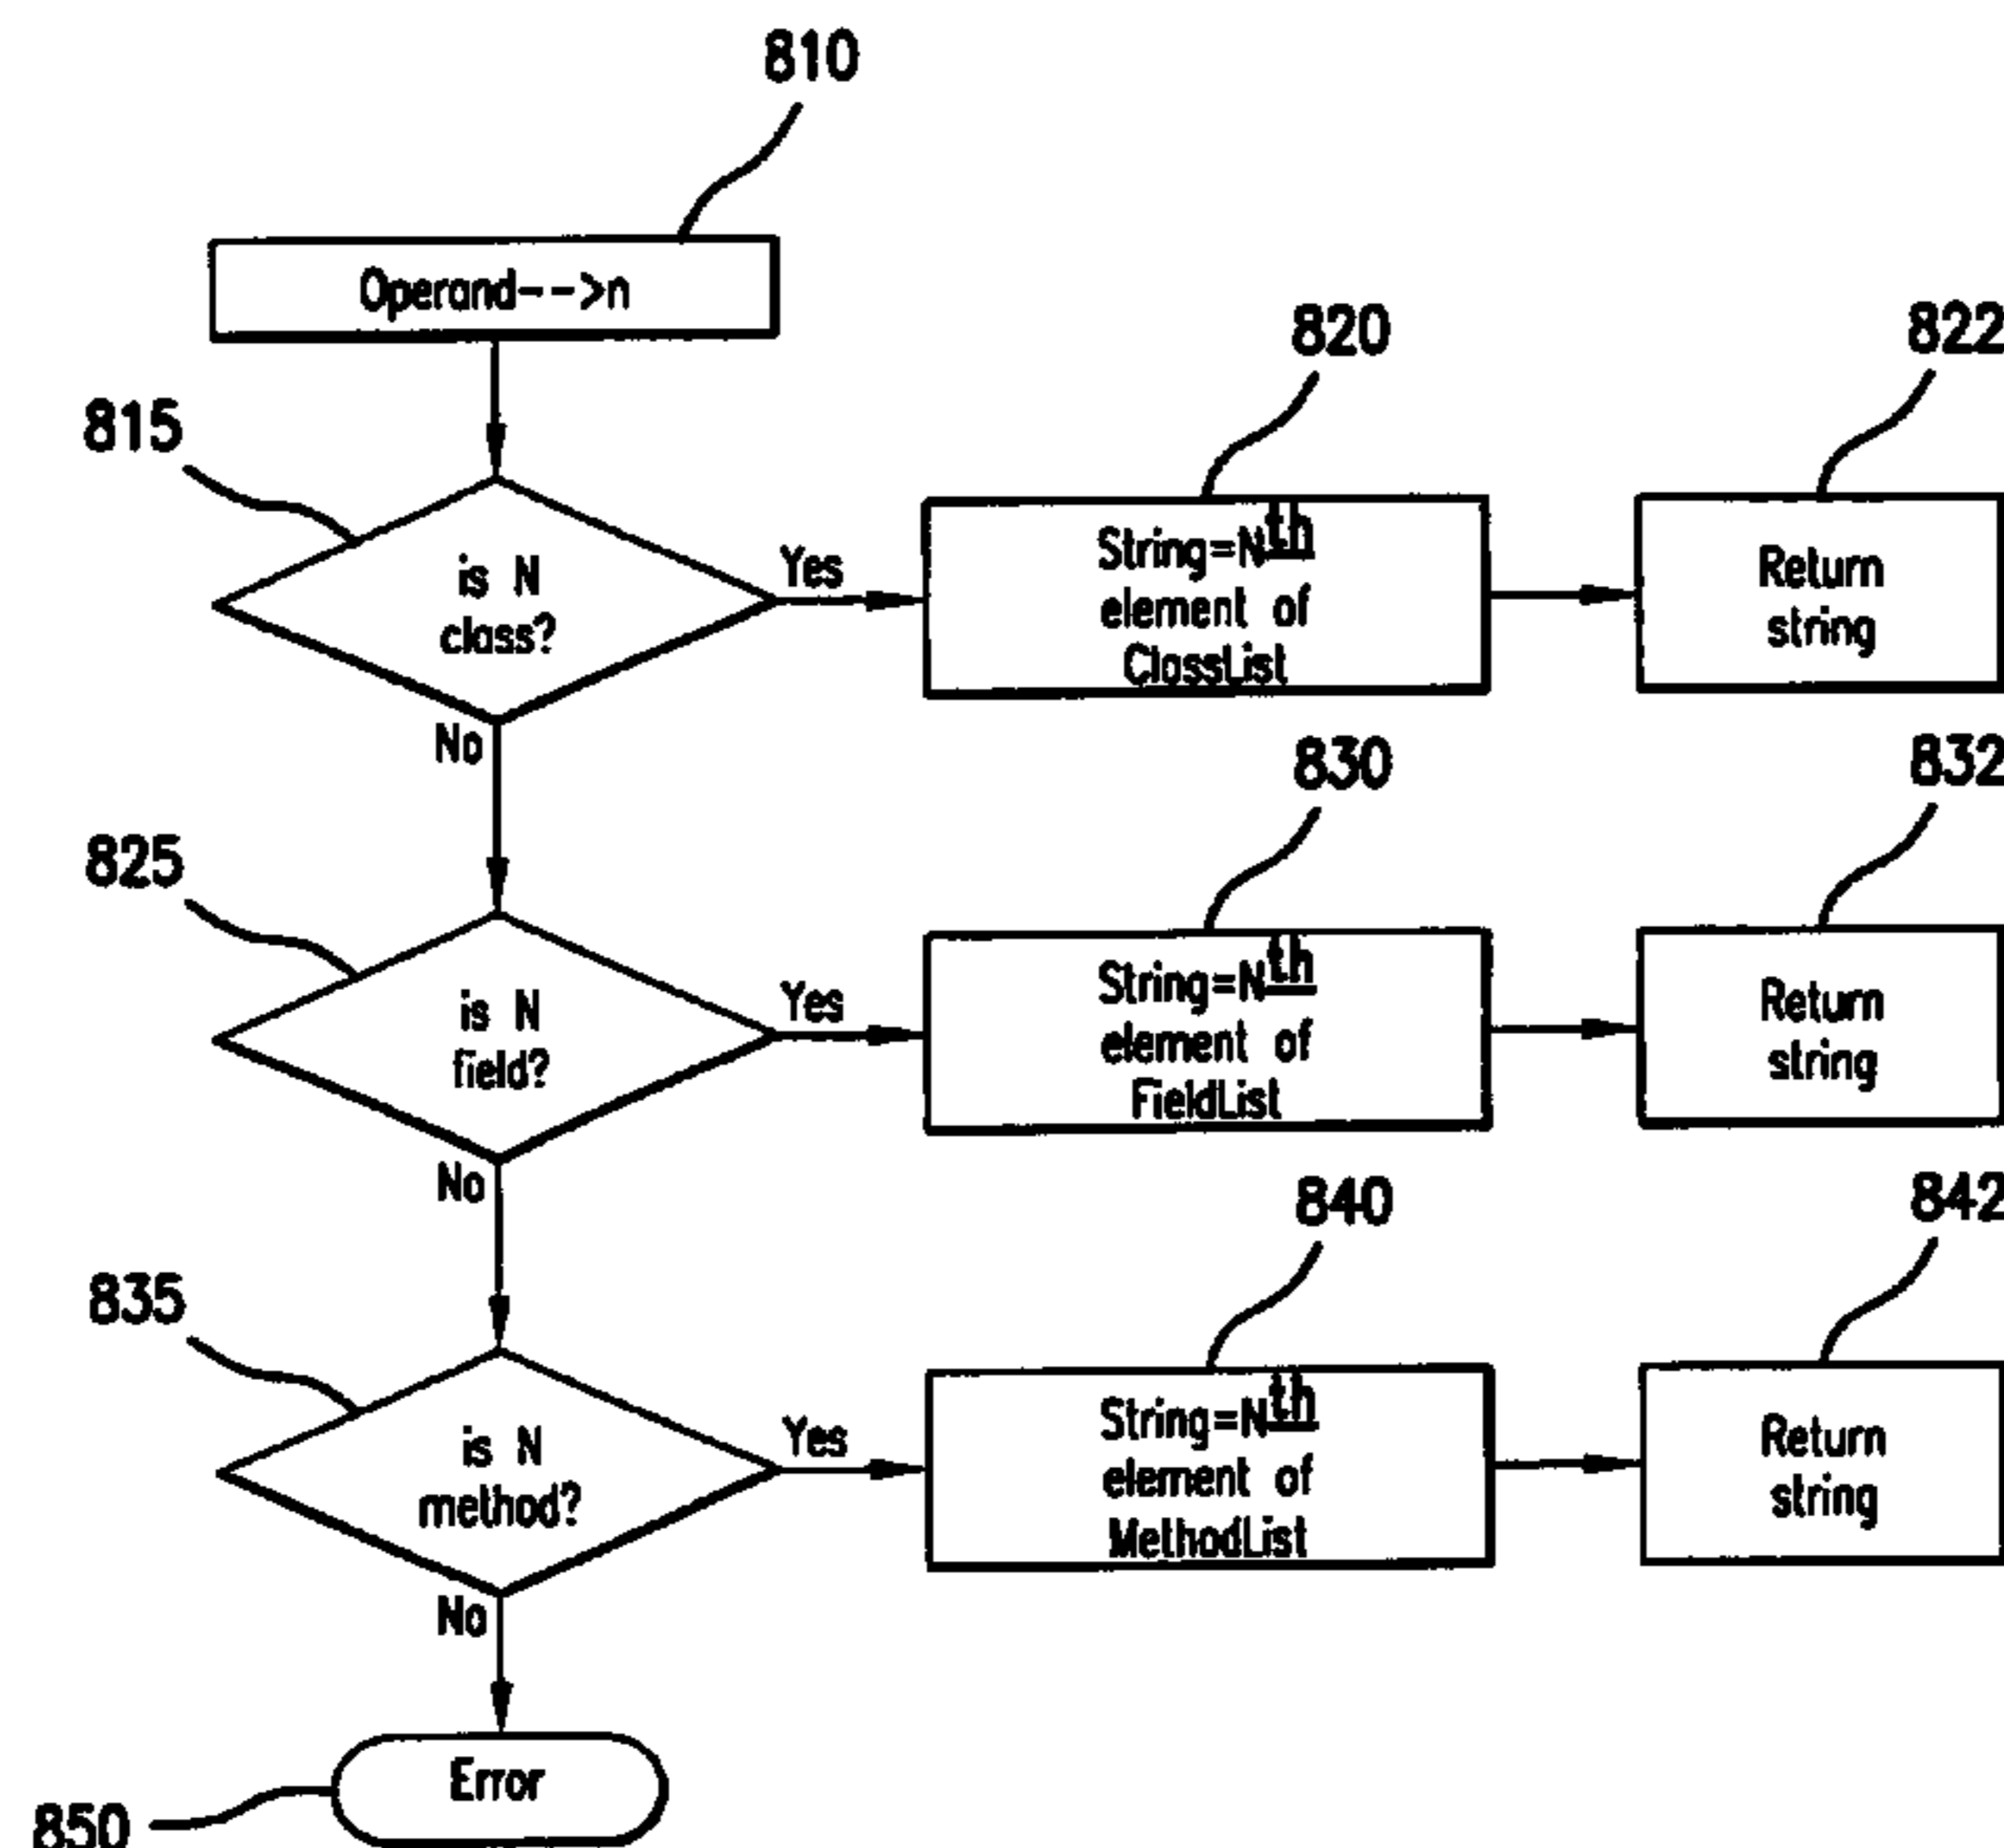 810
Operand-->n
815
820
822
is N
class?
Yes
String=Nth
element of
ClassList
Return
string
No
825
830
832
is N
field?
Yes
String=Nth
element of
FieldList
Return
string
No
835
840
842
is N
method?
Yes
String=Nth
element of
MethodList
Return
string
No
Error
850